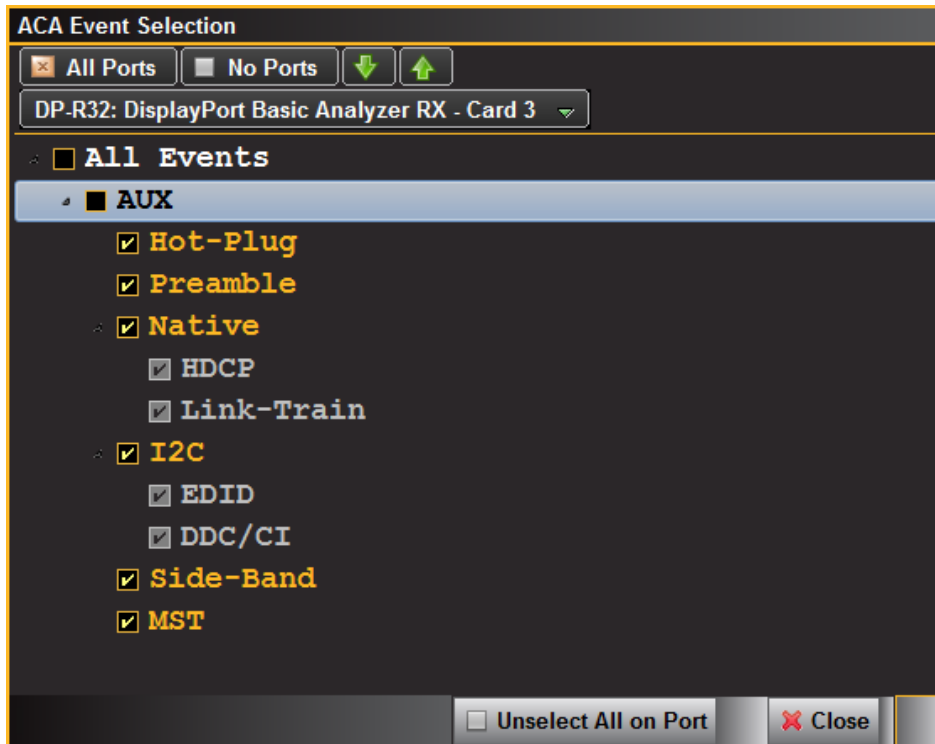 ACA Event Selection
All Ports No Ports
DP-R32: DisplayPort Basic Analyzer RX - Card 3
All Events
AUX
Hot-Plug
Preamble
Native
HDCP
Link-Train
I2C
EDID
DDC/CI
Side-Band
MST
Unselect All on Port Close